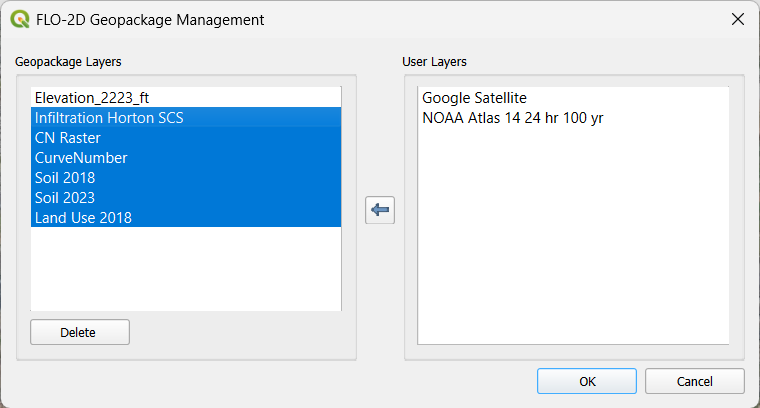 FLO-2D Geopackage Management
Geopackage Layers
Elevation_2223_ft
Infiltration Horton SCS
CN Raster
CurveNumber
Soil 2018
Soil 2023
Land Use 2018
Delete
User Layers
Google Satellite
NOAA Atlas 14 24 hr 100 yr
OK
Cancel